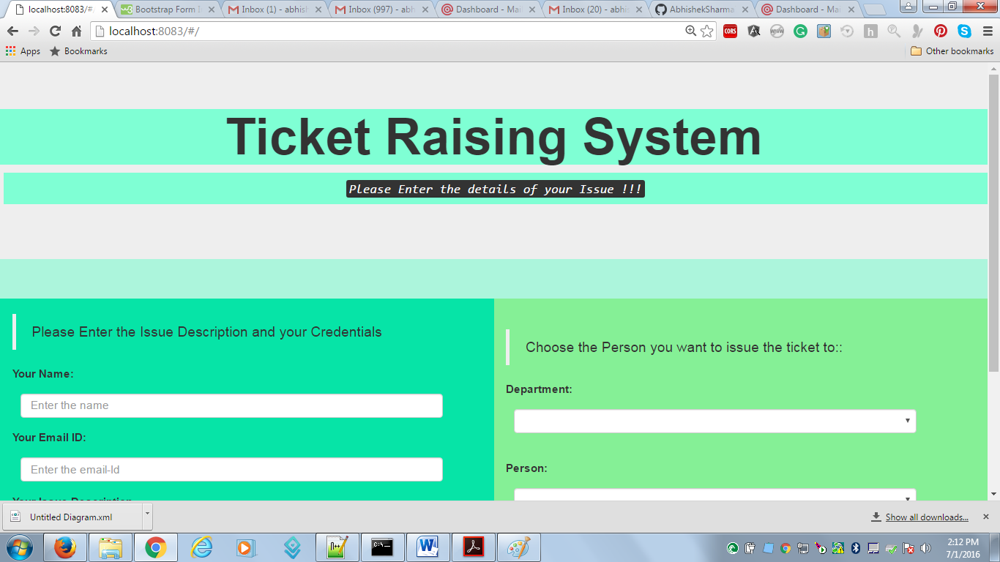 localhost:8083/#/
Bootstrap Form I
Inbox (1) - abhish
Inbox (997) - abh
Dashboard - Mai
Inbox (20) - abhis
AbhishekSharma
Dashboard - Mai
localhost:8083/#/
CORS
Apps
Bookmarks
Other bookmarks
Ticket Raising System
Please Enter the details of your Issue !!!
Please Enter the Issue Description and your Credentials
Choose the Person you want to issue the ticket to::
Your Name:
Department:
Enter the name
Your Email ID:
Person:
Enter the email-Id
Your Issue Description
Untitled Diagram.xml
Show all downloads...
2:12 PM
7/1/2016